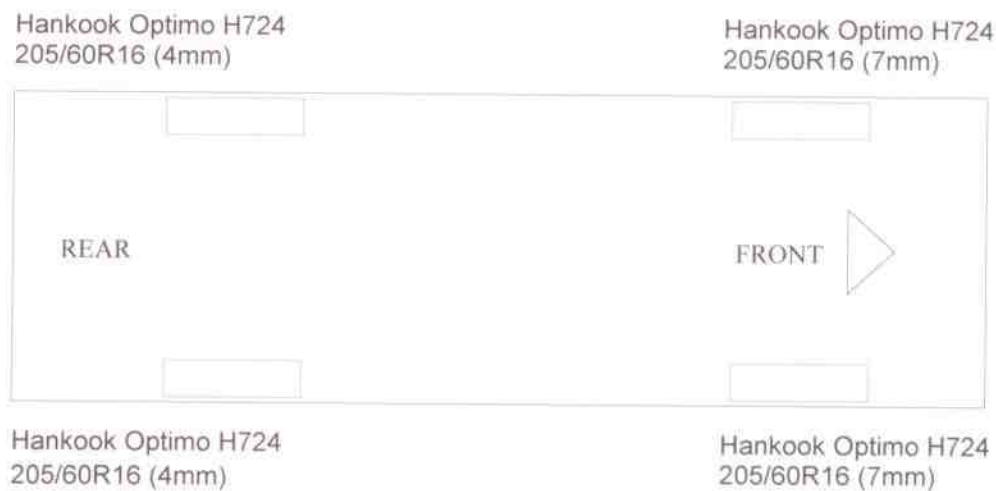 Hankook Optimo H724
205/60R16 (4mm)
Hankook Optimo H724
205/60R16 (7mm)
REAR
FRONT
Hankook Optimo H724
205/60R16 (4mm)
Hankook Optimo H724
205/60R16 (7mm)